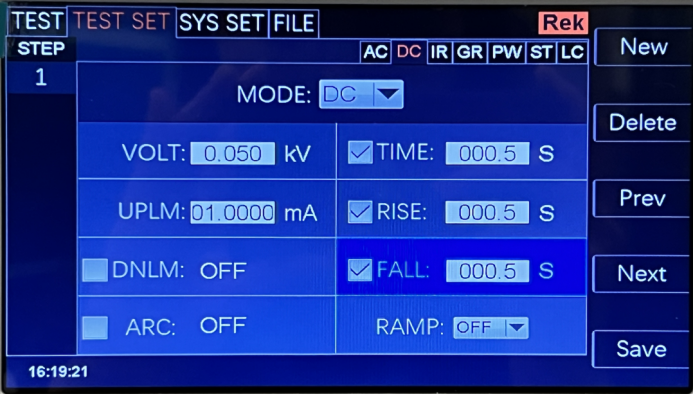 TEST TEST SET SYS SET FILE Rek
STEP AC DC IR GR PW ST LC
1
MODE: DC
VOLT: 0.050 kV
TIME: 000.5 S
UPLM: 01.0000 mA
RISE: 000.5 S
DNLM: OFF
FALL: 000.5 S
ARC: OFF
RAMP: OFF
16:19:21
New
Delete
Prev
Next
Save